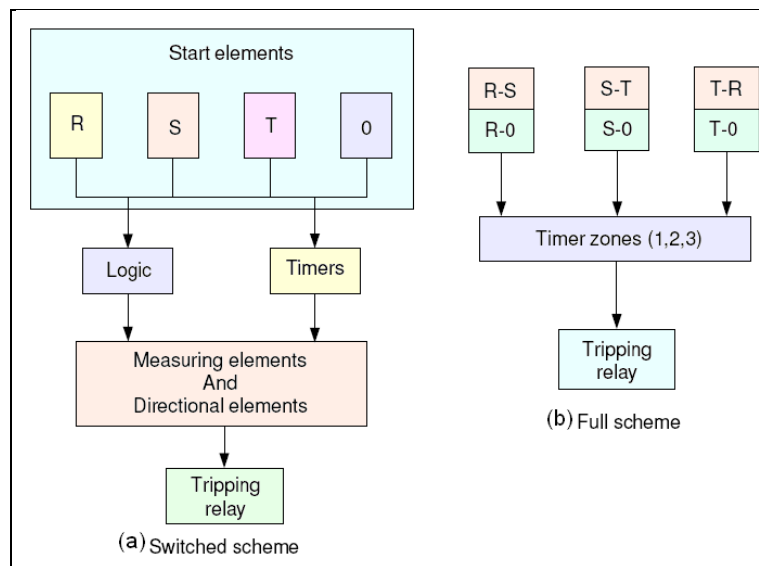 Start elements
R
S
T
0
Logic
Timers
Measuring elements
And
Directional elements
Tripping
relay
(a) Switched scheme
R-S
S-T
T-R
R-0
S-0
T-0
Timer zones (1,2,3)
Tripping
relay
(b) Full scheme